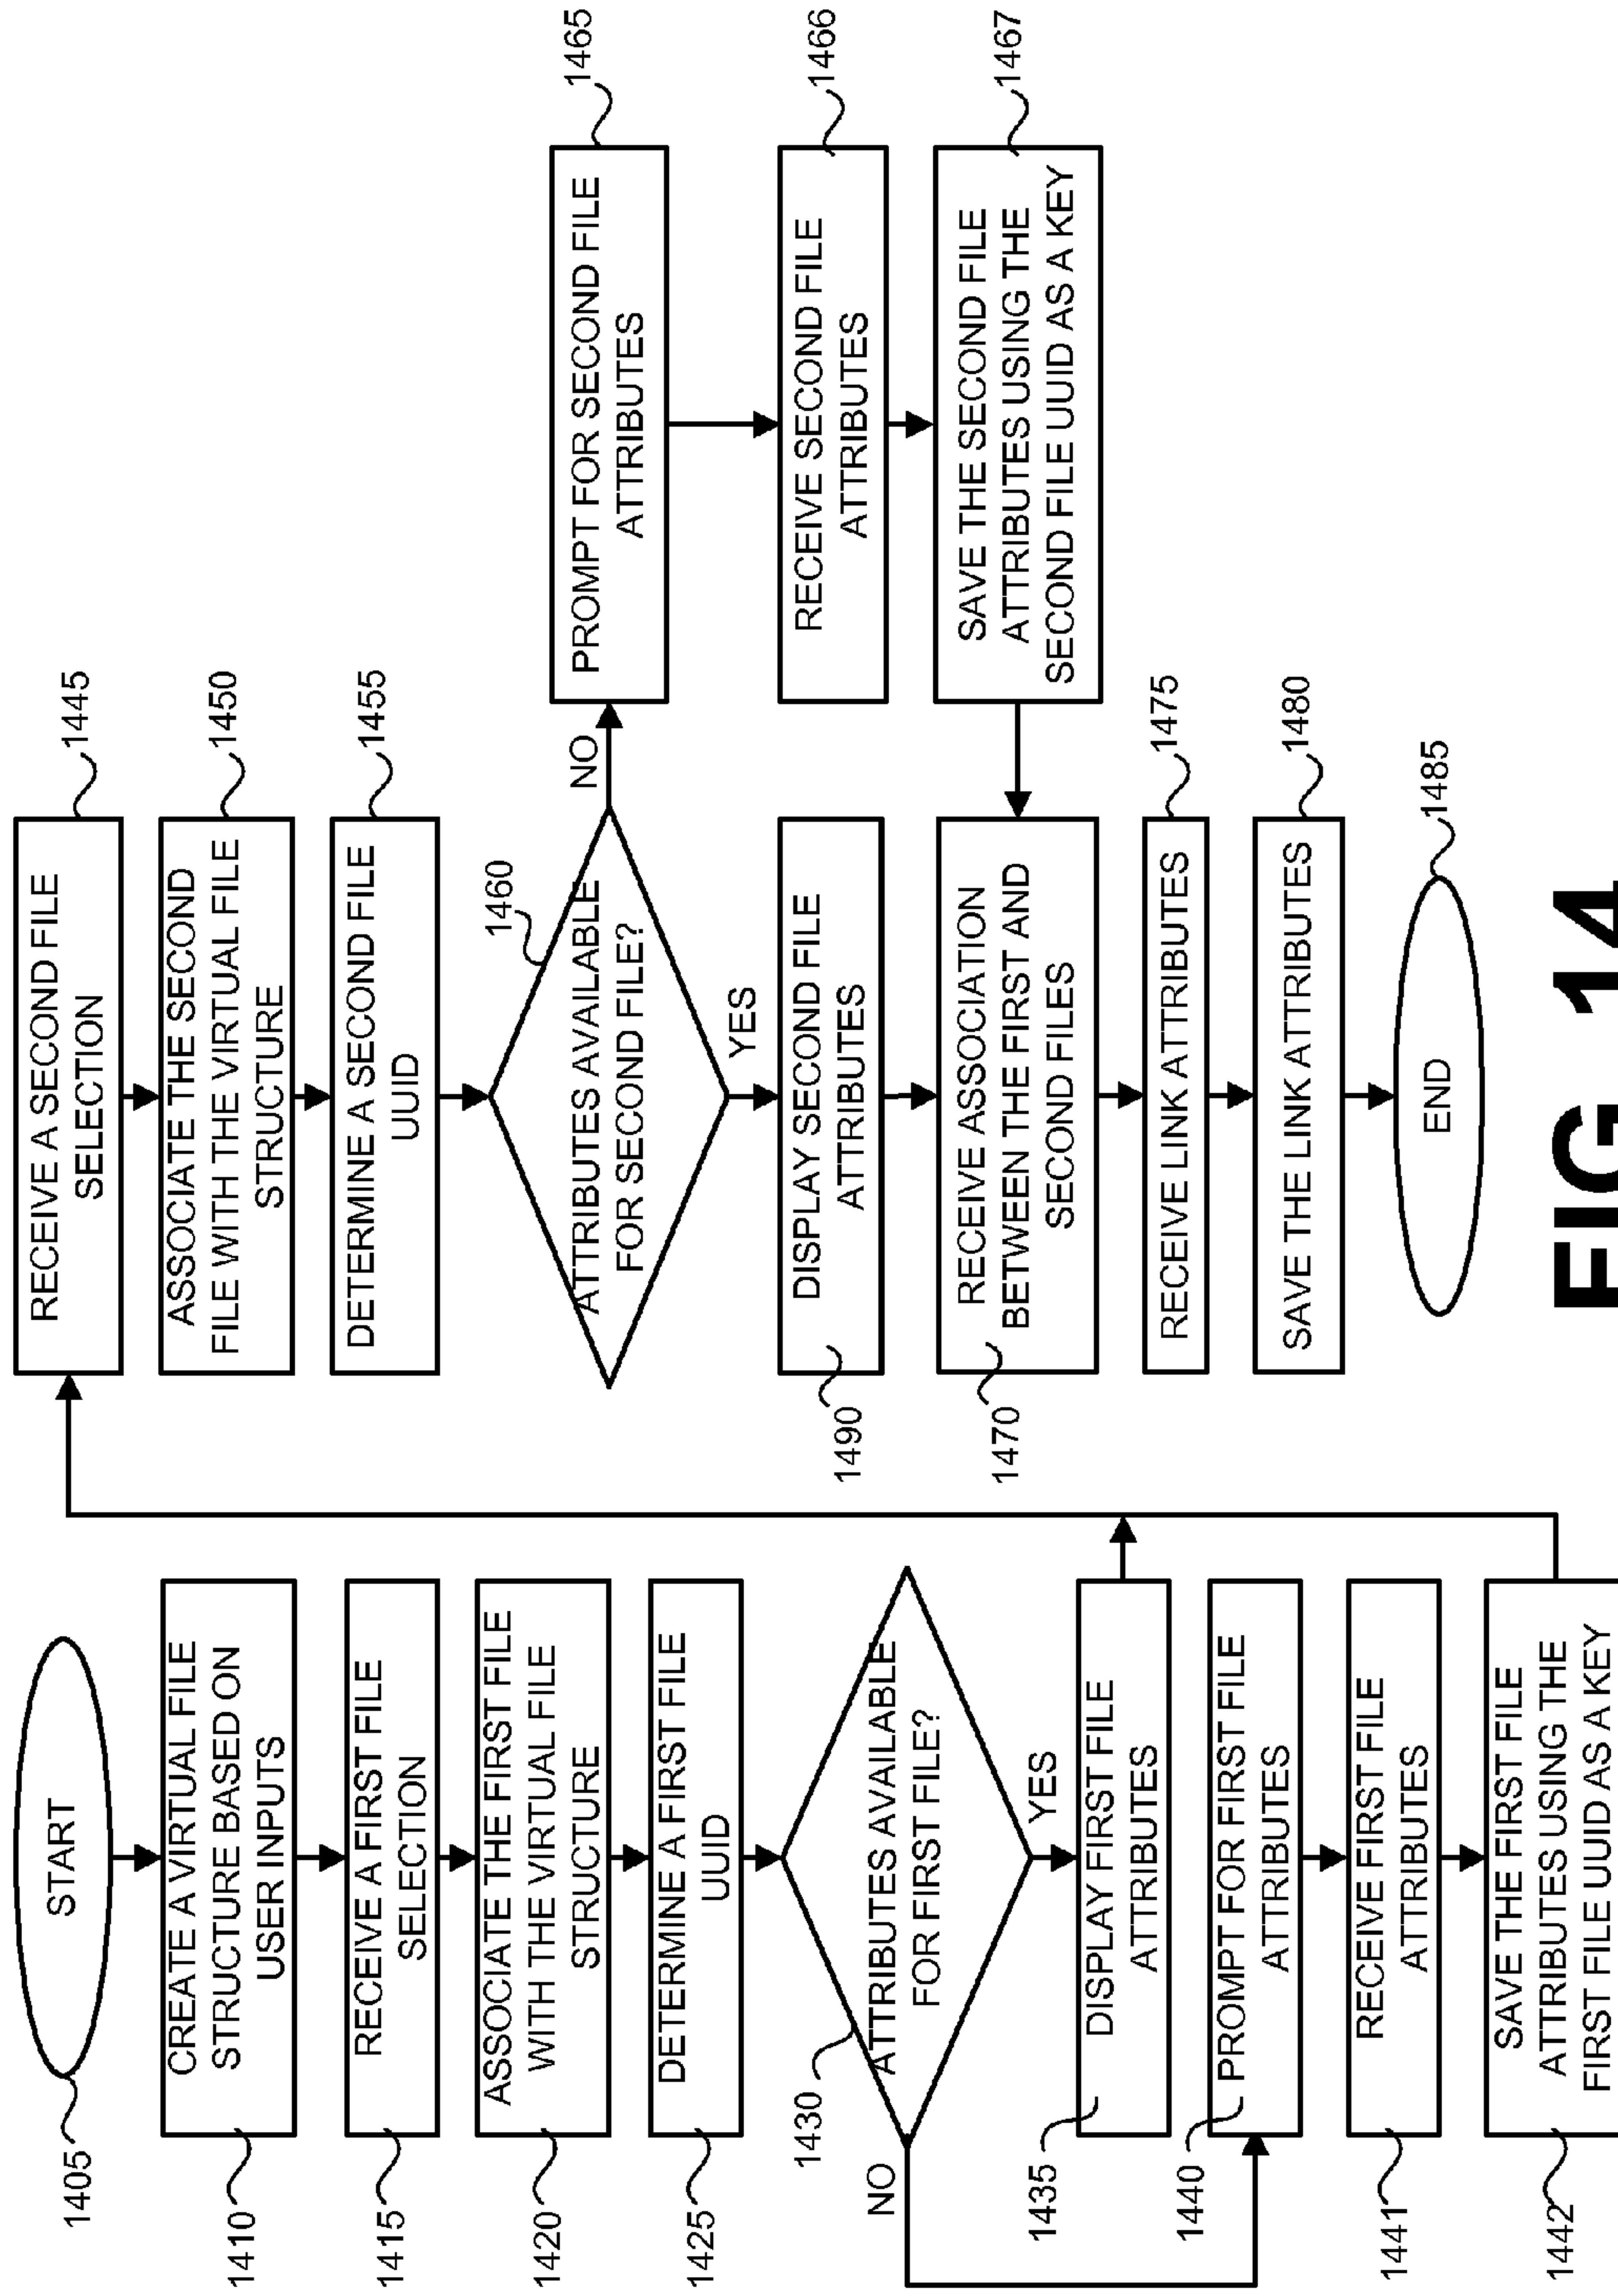 START
1405
CREATE A VIRTUAL FILE
STRUCTURE BASED ON
USER INPUTS
1410
RECEIVE A FIRST FILE
SELECTION
1415
ASSOCIATE THE FIRST FILE
WITH THE VIRTUAL FILE
STRUCTURE
1420
DETERMINE A FIRST FILE
UUID
1425
ATTRIBUTES AVAILABLE
FOR FIRST FILE?
1430
NO
YES
DISPLAY FIRST FILE
ATTRIBUTES
1435
PROMPT FOR FIRST FILE
ATTRIBUTES
1440
RECEIVE FIRST FILE
ATTRIBUTES
1441
SAVE THE FIRST FILE
ATTRIBUTES USING THE
FIRST FILE UUID AS A KEY
1442
RECEIVE A SECOND FILE
SELECTION
1445
ASSOCIATE THE SECOND
FILE WITH THE VIRTUAL FILE
STRUCTURE
1450
DETERMINE A SECOND FILE
UUID
1455
ATTRIBUTES AVAILABLE
FOR SECOND FILE?
1460
NO
YES
DISPLAY SECOND FILE
ATTRIBUTES
1490
RECEIVE ASSOCIATION
BETWEEN THE FIRST AND
SECOND FILES
1470
RECEIVE LINK ATTRIBUTES
1475
SAVE THE LINK ATTRIBUTES
1480
END
1485
PROMPT FOR SECOND FILE
ATTRIBUTES
1465
RECEIVE SECOND FILE
ATTRIBUTES
1466
SAVE THE SECOND FILE
ATTRIBUTES USING THE
SECOND FILE UUID AS A KEY
1467
FIG 14